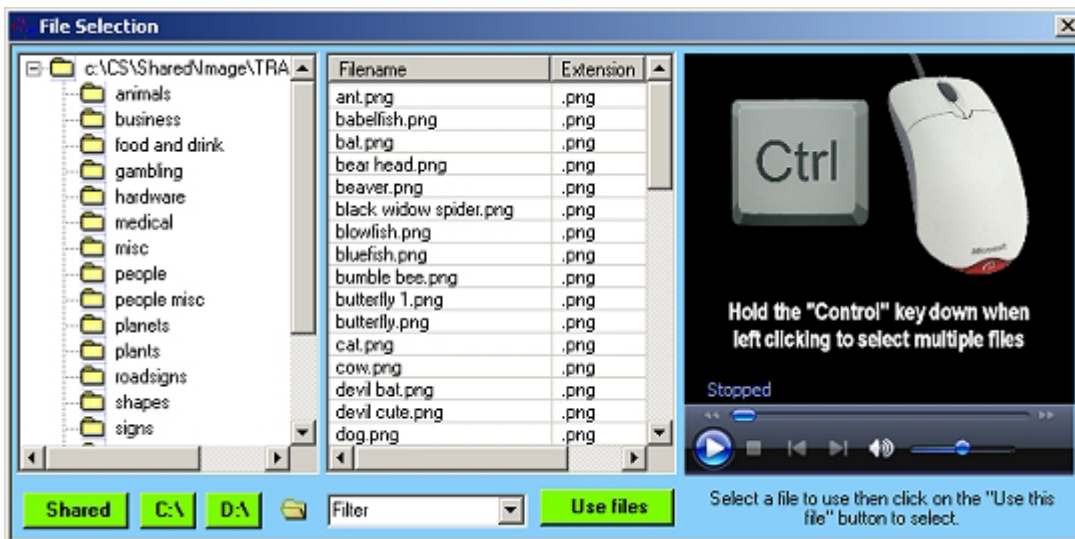 File Selection
c:\CS\Shared\Image\TRA
animals
business
food and drink
gambling
hardware
medical
misc
people
people misc
planets
plants
roadsigns
shapes
signs
Filename Extension
ant.png .png
babelfish.png .png
bat.png .png
bear head.png .png
beaver.png .png
black widow spider.png .png
blowfish.png .png
bluefish.png .png
bumble bee.png .png
butterfly 1.png .png
butterfly.png .png
cat.png .png
cow.png .png
devil bat.png .png
devil cute.png .png
dog.png .png
Ctrl
Microsoft
Hold the "Control" key down when
left clicking to select multiple files
Stopped
Shared C:\ D:\ Filter Use files
Select a file to use then click on the "Use this
file" button to select.